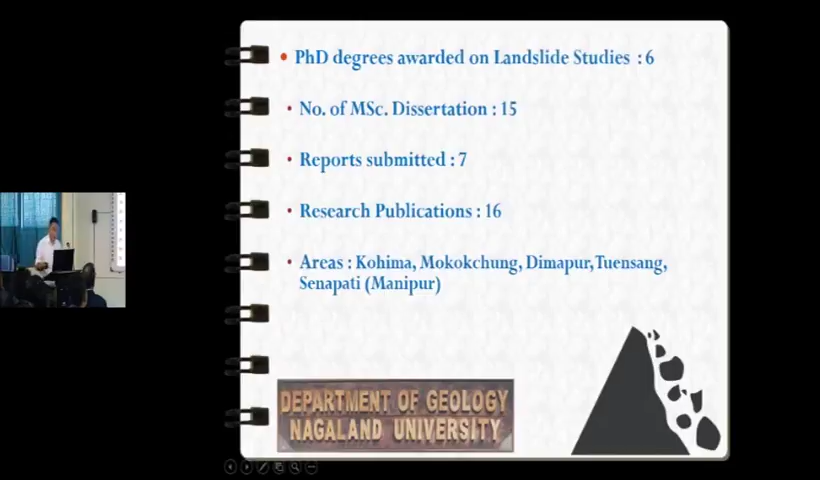 PhD degrees awarded on Landslide Studies : 6
No. of MSc. Dissertation : 15
Reports submitted : 7
Research Publications : 16
Areas : Kohima, Mokokchung, Dimapur,Tuensang,
Senapati (Manipur)
DEPARTMENT OF GEOLOGY
NAGALAND UNIVERSITY